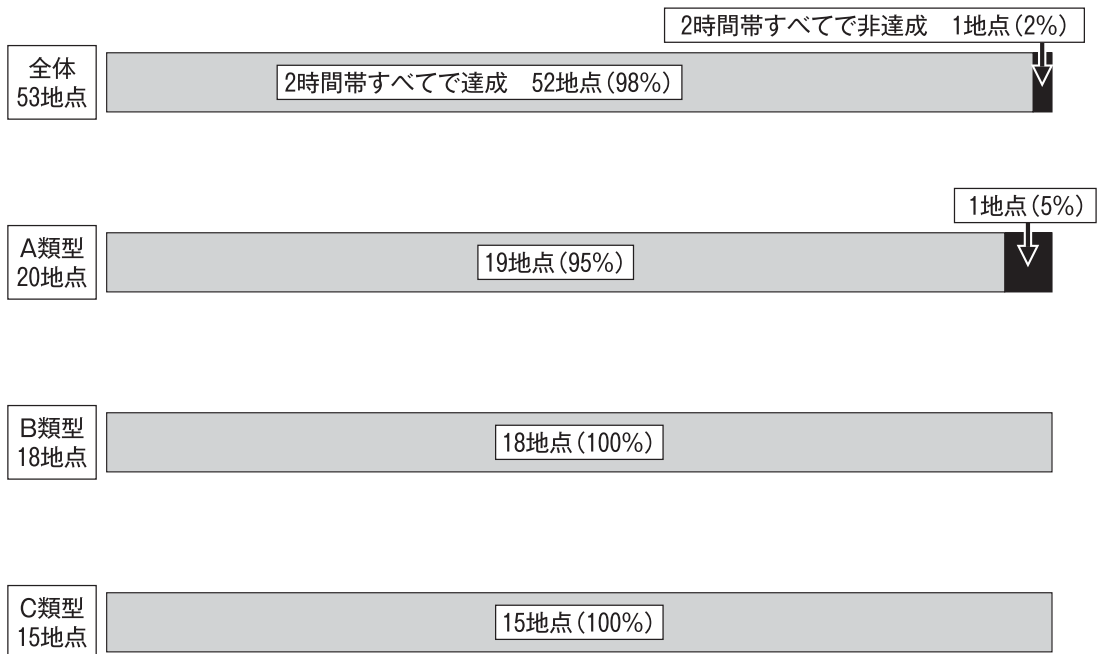 2時間帯すべてで非達成　1地点(2%)
全体
53地点
2時間帯すべてで達成　52地点(98%)
1地点(5%)
A類型
20地点
19地点(95%)
B類型
18地点
18地点(100%)
C類型
15地点
15地点(100%)